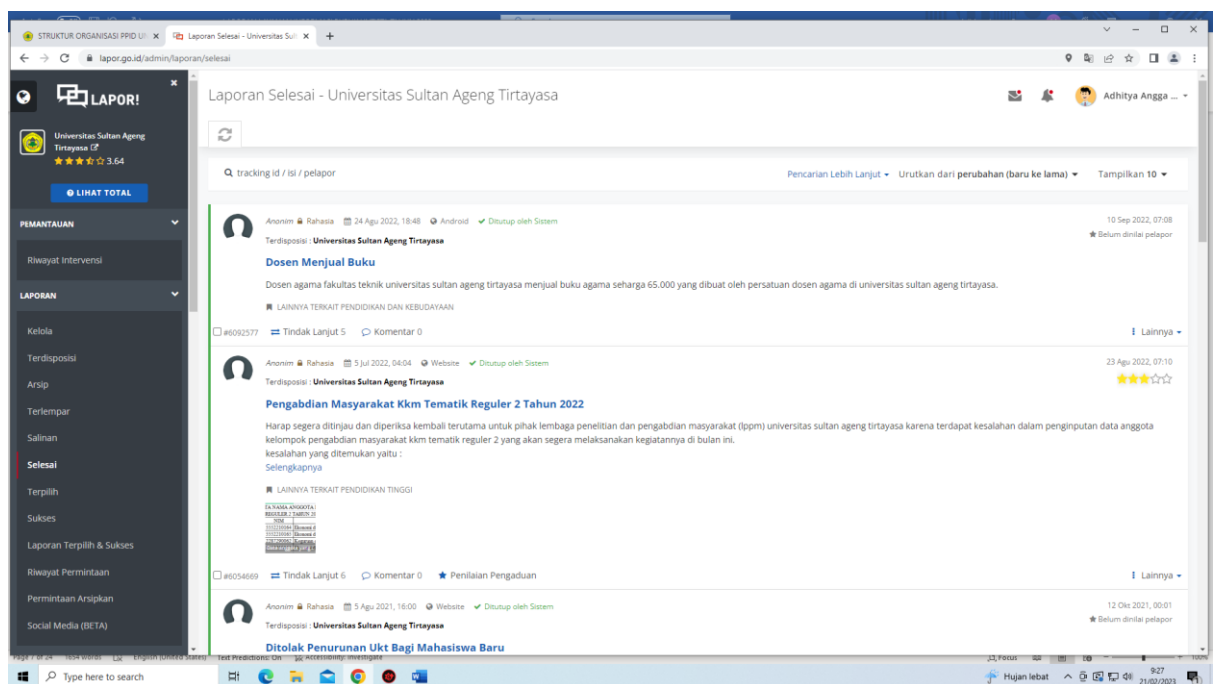 STRUKTUR ORGANISASI PPID UN
Laporan Selesai - Universitas Sult
lapor.go.id/admin/laporan/selesai
LAPOR!
Universitas Sultan Ageng
Tirtayasa
3.64
LIHAT TOTAL
PEMANTAUAN
Riwayat Intervensi
LAPORAN
Kelola
Terdisposisi
Arsip
Terlempar
Salinan
Selesai
Terpilih
Sukses
Laporan Terpilih & Sukses
Riwayat Permintaan
Permintaan Arsipkan
Social Media (BETA)
Laporan Selesai - Universitas Sultan Ageng Tirtayasa
Adhitya Angga ...
tracking id / isi / pelapor
Pencarian Lebih Lanjut Urutkan dari perubahan (baru ke lama) Tampilkan 10
Anonim Rahasia 24 Agu 2022, 18:48 Android Ditutup oleh Sistem 10 Sep 2022, 07:08
Terdisposisi : Universitas Sultan Ageng Tirtayasa Belum dinilai pelapor
Dosen Menjual Buku
Dosen agama fakultas teknik universitas sultan ageng tirtayasa menjual buku agama seharga 65.000 yang dibuat oleh persatuan dosen agama di universitas sultan ageng tirtayasa.
LAINNYA TERKAIT PENDIDIKAN DAN KEBUDAYAAN
#6092577 Tindak Lanjut 5 Komentar 0 Lainnya
Anonim Rahasia 5 Jul 2022, 04:04 Website Ditutup oleh Sistem 23 Agu 2022, 07:10
Terdisposisi : Universitas Sultan Ageng Tirtayasa
Pengabdian Masyarakat Kkm Tematik Reguler 2 Tahun 2022
Harap segera ditinjau dan diperiksa kembali terutama untuk pihak lembaga penelitian dan pengabdian masyarakat (lppm) universitas sultan ageng tirtayasa karena terdapat kesalahan dalam penginputan data anggota
kelompok pengabdian masyarakat kkm tematik reguler 2 yang akan segera melaksanakan kegiatannya di bulan ini.
kesalahan yang ditemukan yaitu :
Selengkapnya
LAINNYA TERKAIT PENDIDIKAN TINGGI
#6054669 Tindak Lanjut 6 Komentar 0 Penilaian Pengaduan Lainnya
Anonim Rahasia 5 Agu 2021, 16:00 Website Ditutup oleh Sistem 12 Okt 2021, 00:01
Terdisposisi : Universitas Sultan Ageng Tirtayasa Belum dinilai pelapor
Ditolak Penurunan Ukt Bagi Mahasiswa Baru
Type here to search
Hujan lebat
9:27
21/02/2023